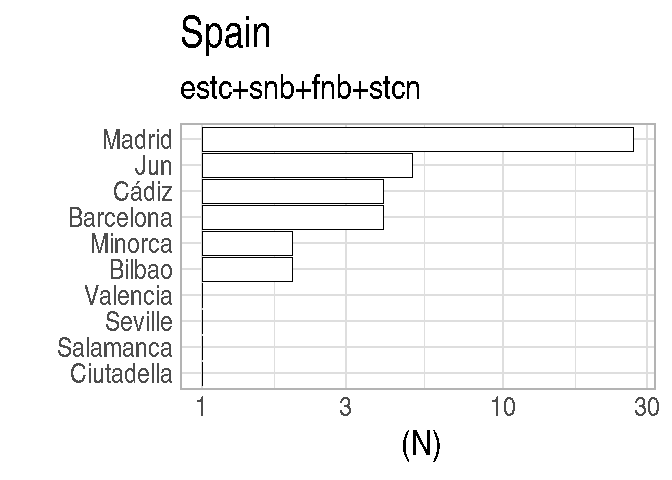 Spain
estc+snb+fnb+stcn
Madrid
Jun
Cádiz
Barcelona
Minorca
Bilbao
Valencia
Seville
Salamanca
Ciutadella
1 3 10 30
(N)